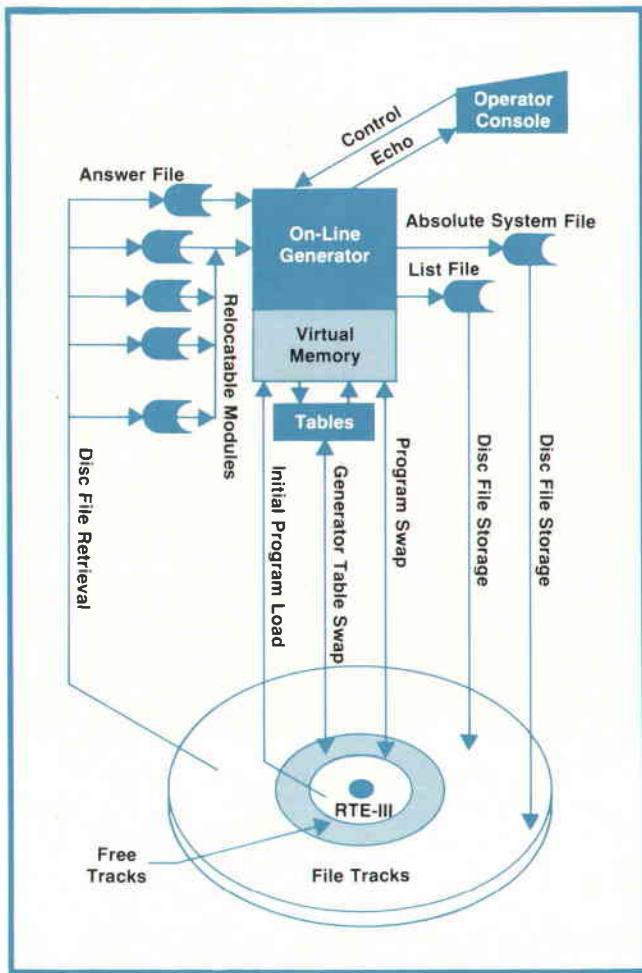 Operator
Console
Control
Echo
Answer File
On-Line
Generator
Absolute System File
List File
Relocatable Modules
Virtual
Memory
Tables
Disc File Retrieval
Initial Program Load
Generator Table Swap
Program Swap
Disc File Storage
Disc File Storage
RTE-III
Free
Tracks
File Tracks